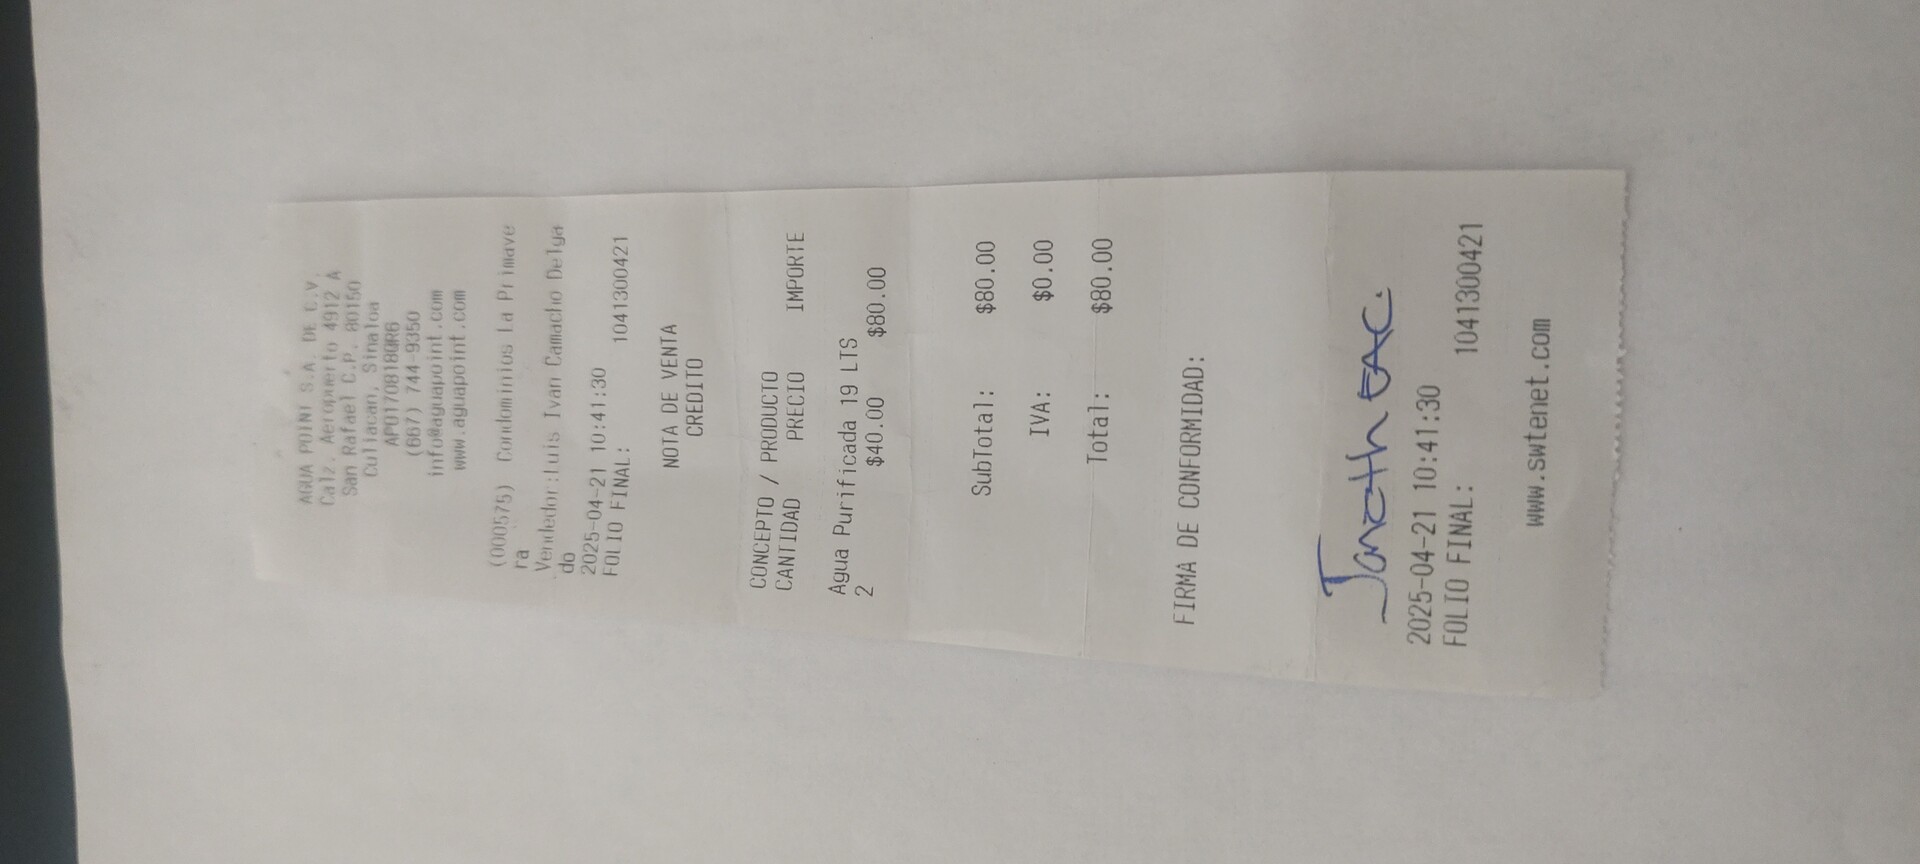 AGUA POINT S.A. DE C.V.
Calz. Aeropuerto 4912 A
San Rafael C.P. 80150
Culiacan, Sinaloa
(667) 744-9350
info@aguapoint.com
www.aguapoint.com
(000575) Condominios La Primave
ra
Vendedor:Luis Ivan Camacho Delga
do
2025-04-21 10:41:30
FOLIO FINAL: 1041300421
NOTA DE VENTA
CREDITO
CONCEPTO / PRODUCTO
CANTIDAD PRECIO IMPORTE
Agua Purificada 19 LTS
2 $40.00 $80.00
SubTotal: $80.00
IVA: $0.00
Total: $80.00
FIRMA DE CONFORMIDAD:
2025-04-21 10:41:30
FOLIO FINAL: 1041300421
www.swtenet.com